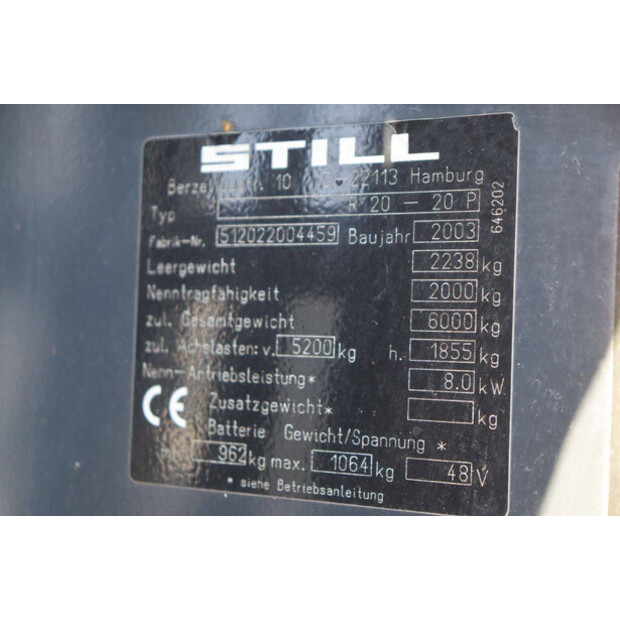 STILL
10 D-22113 Hamburg
Typ R 20 - 20 P
Fabrik-Nr. 512022004459 Baujahr 2003
Leergewicht 2238 kg
Nenntragfähigkeit 2000 kg
zul. Gesamtgewicht 6000 kg
zul. Achslasten: v. 5200 kg h. 1855 kg
Nenn-Antriebsleistung* 8.0 kW
Zusatzgewicht* kg
CE
Batterie Gewicht/Spannung *
962 kg max. 1064 kg 48 V
* siehe Betriebsanleitung
646202